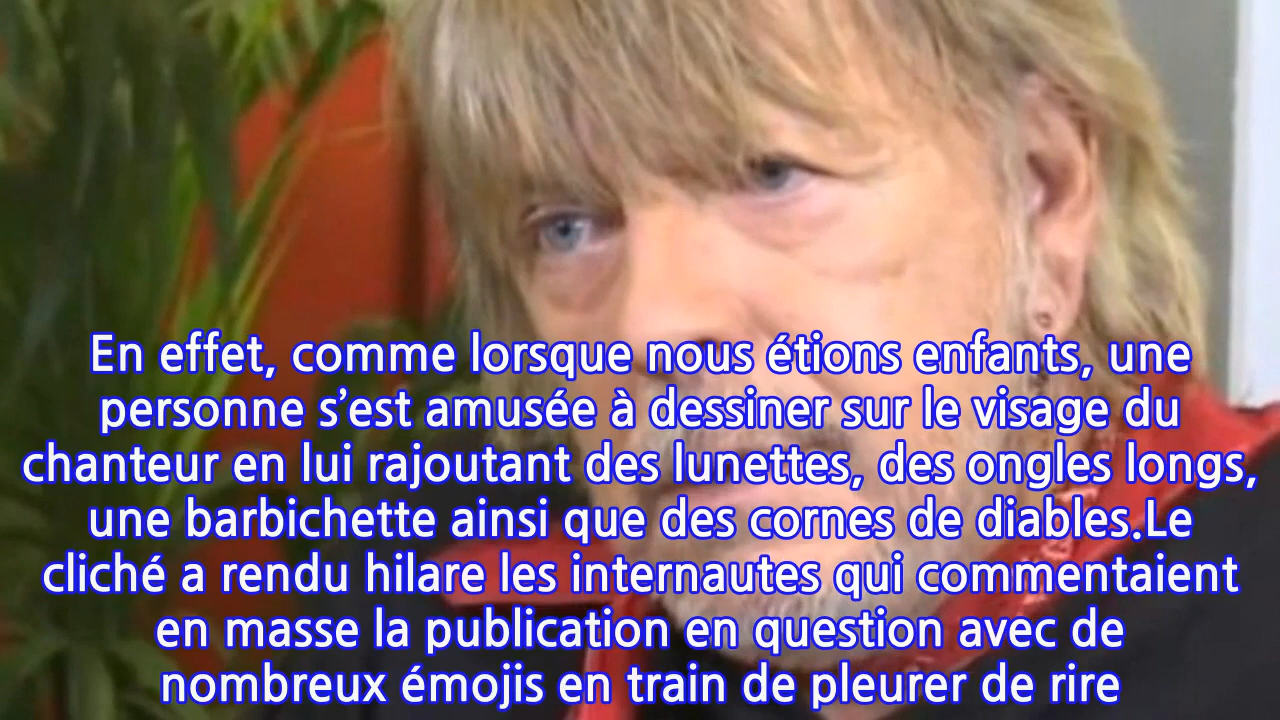 En effet, comme lorsque nous étions enfants, une
personne s’est amusée à dessiner sur le visage du
chanteur en lui rajoutant des lunettes, des ongles longs,
une barbichette ainsi que des cornes de diables.Le
cliché a rendu hilare les internautes qui commentaient
en masse la publication en question avec de
nombreux émojis en train de pleurer de rire